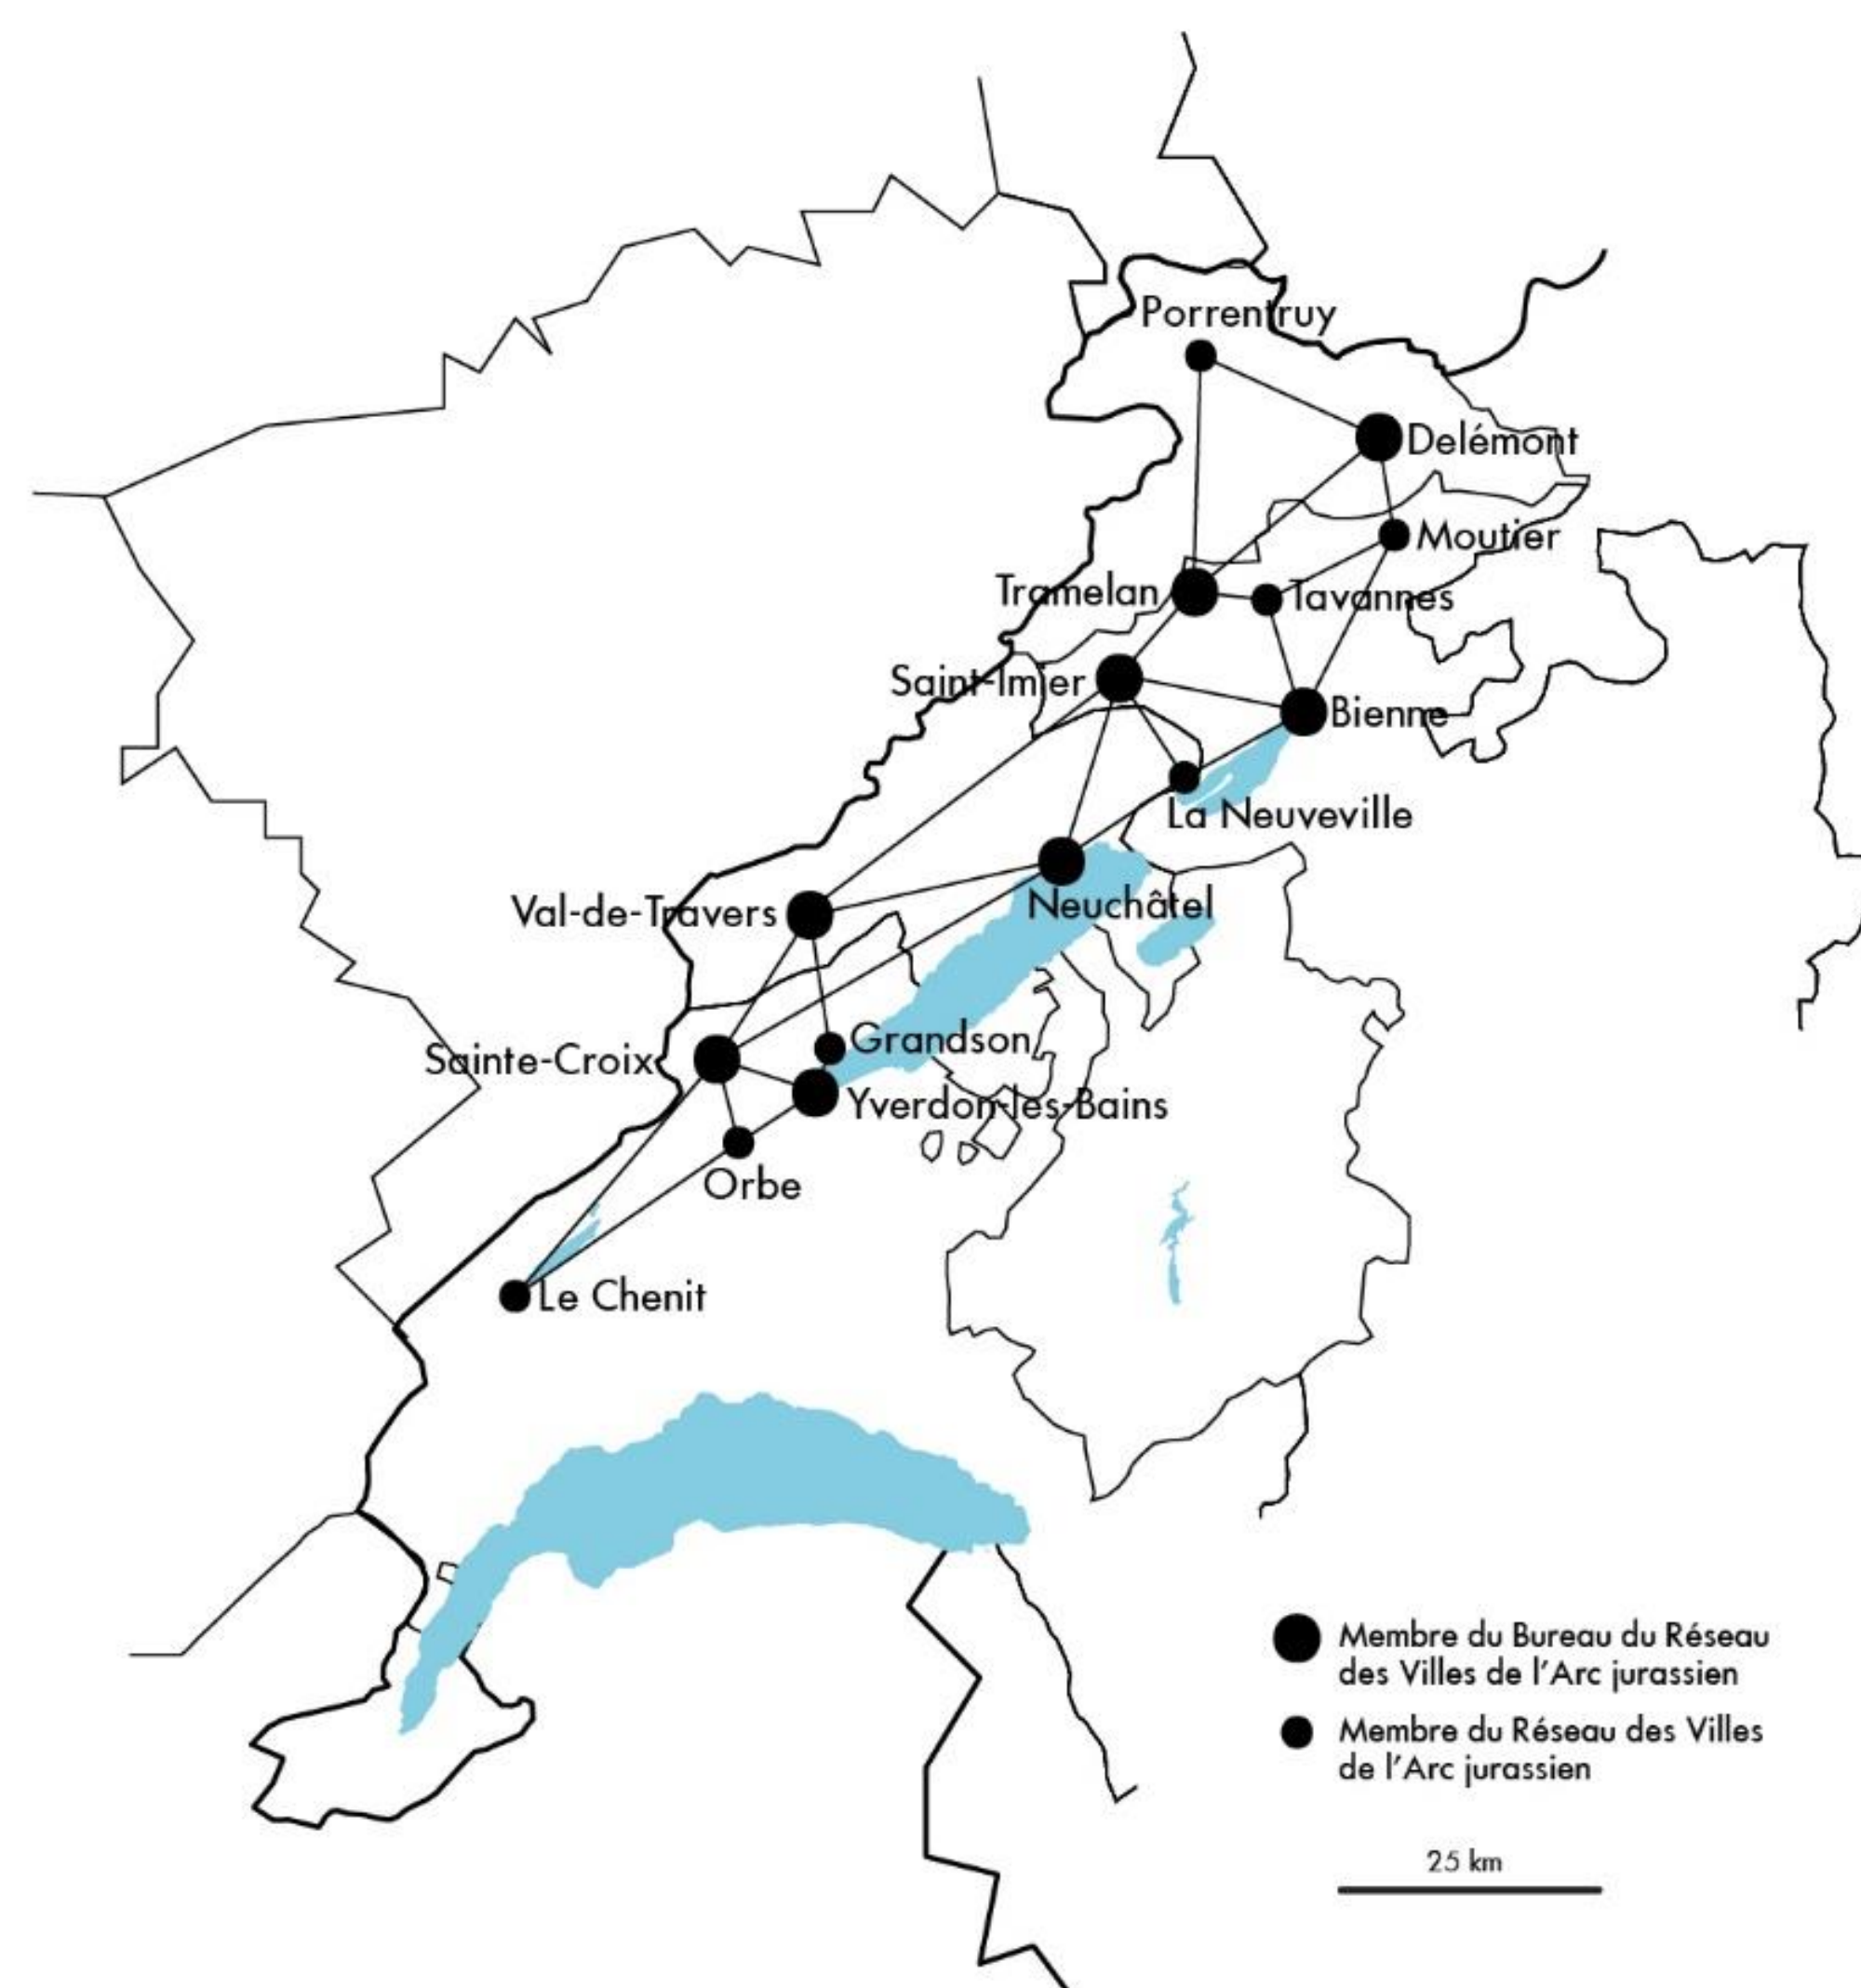 Porrentruy
Delémont
Moutier
Tramelan
Tavannes
Saint-Imier
Bienne
La Neuveville
Neuchâtel
Val-de-Travers
Grandson
Sainte-Croix
Yverdon-les-Bains
Orbe
Le Chenit
Membre du Bureau du Réseau
des Villes de l'Arc jurassien
Membre du Réseau des Villes
de l'Arc jurassien
25 km